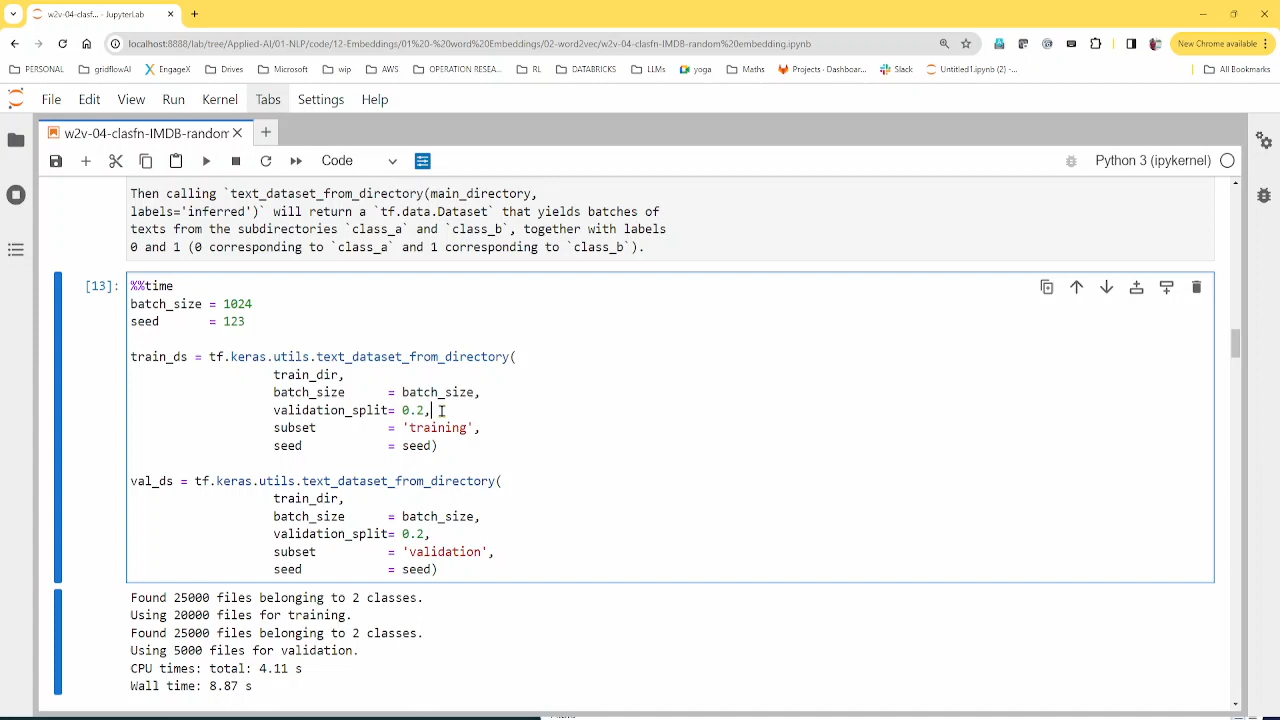 w2v-04-clasf... - JupyterLab
localhost:8888/lab/tree/Applied-AI/01-NLP/code/12_Embeddings/01%20-%20word%20Embeddings/02-word2vec/w2v-04-clasfn-IMDB-random%20embedding.ipynb
New Chrome available
PERSONAL gridflowAI EngageX Drives Microsoft wip AWS OPERATION RESEA... RL DATABRICKS LLMs yoga Maths Projects · Dashboar... Slack Untitled1.ipynb (5) -... All Bookmarks
File Edit View Run Kernel Tabs Settings Help
w2v-04-clasfn-IMDB-random
Code Python 3 (ipykernel)
Then calling `text_dataset_from_directory(main_directory,
labels='inferred')` will return a `tf.data.Dataset` that yields batches of
texts from the subdirectories `class_a` and `class_b`, together with labels
0 and 1 (0 corresponding to `class_a` and 1 corresponding to `class_b`).
[13]: %%time
batch_size = 1024
seed = 123
train_ds = tf.keras.utils.text_dataset_from_directory(
train_dir,
batch_size = batch_size,
validation_split= 0.2,
subset = 'training',
seed = seed)
val_ds = tf.keras.utils.text_dataset_from_directory(
train_dir,
batch_size = batch_size,
validation_split= 0.2,
subset = 'validation',
seed = seed)
Found 25000 files belonging to 2 classes.
Using 20000 files for training.
Found 25000 files belonging to 2 classes.
Using 5000 files for validation.
CPU times: total: 4.11 s
Wall time: 8.87 s